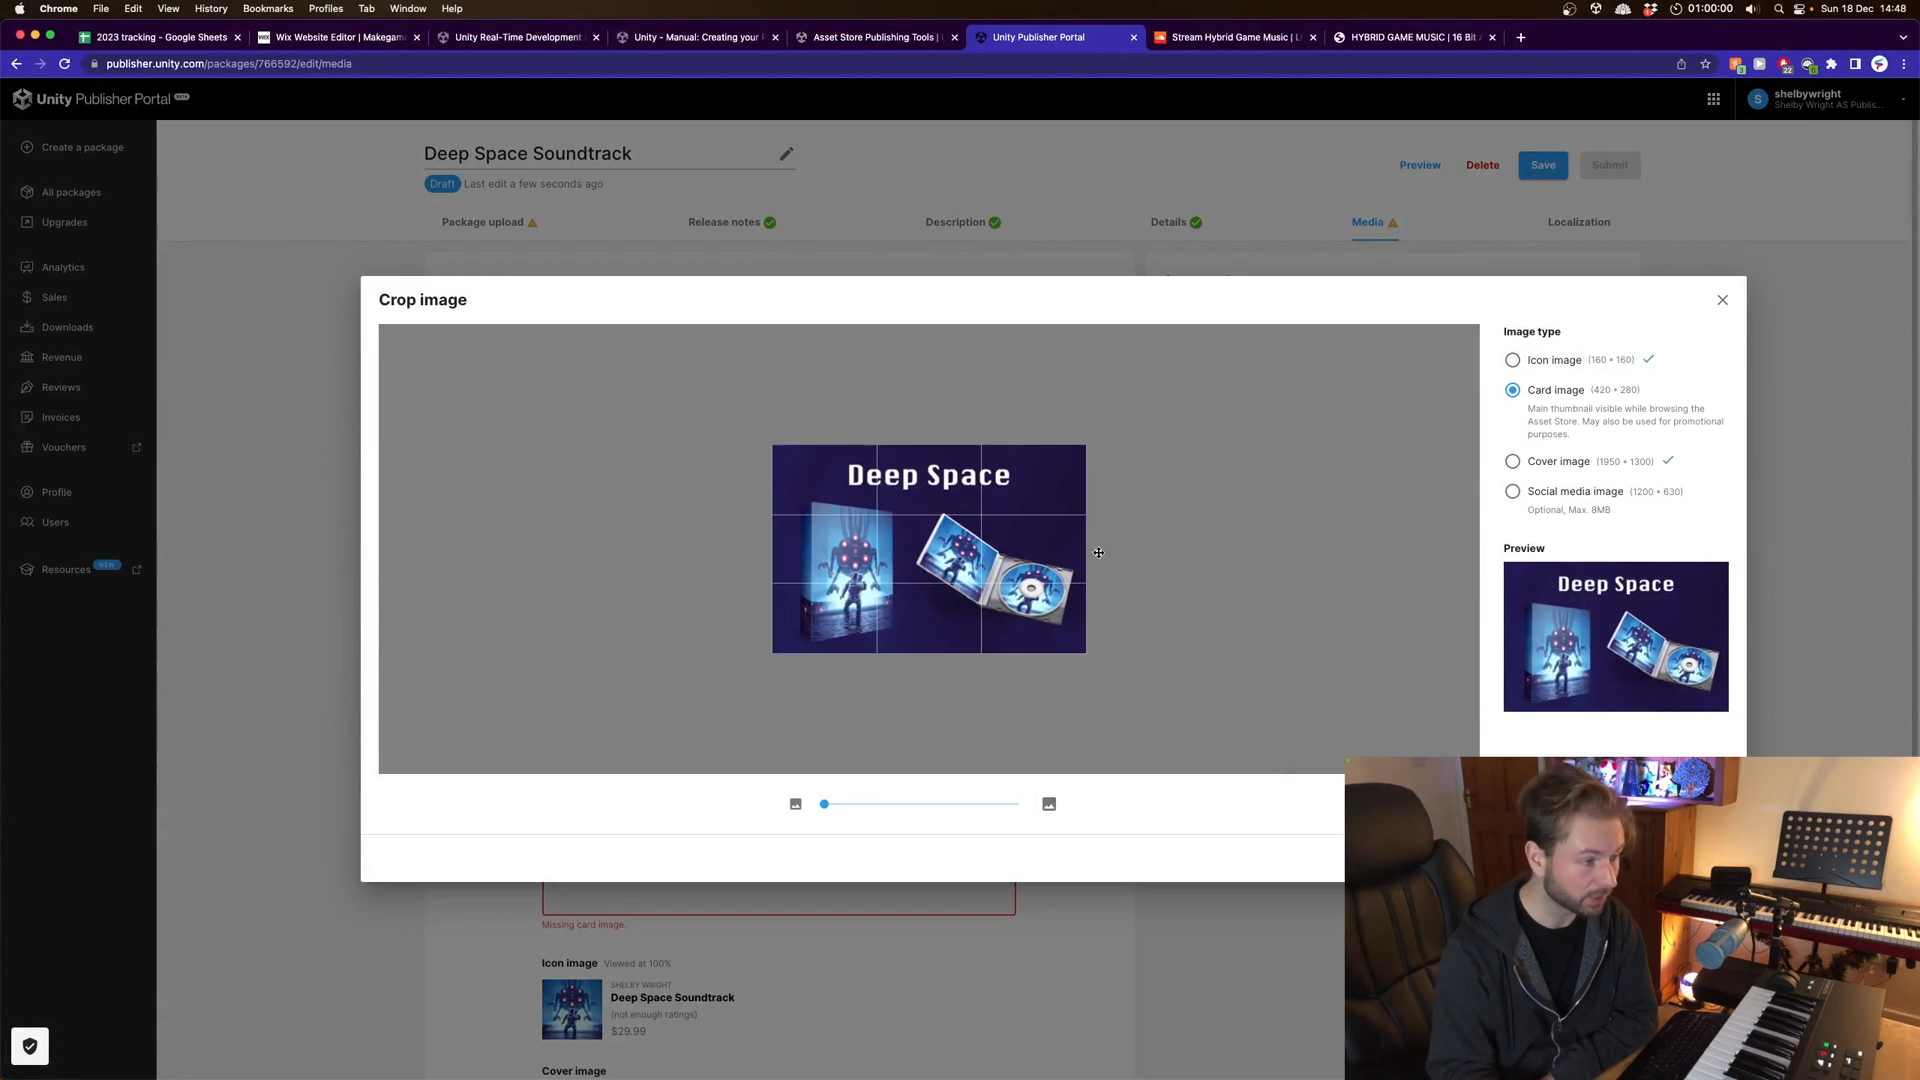 Chrome File Edit View History Bookmarks Profiles Tab Window Help
01:00:00 Sun 18 Dec 14:48
2023 tracking - Google Sheets
Wix Website Editor | Makegam
Unity Real-Time Development
Unity - Manual: Creating your
Asset Store Publishing Tools |
Unity Publisher Portal
Stream Hybrid Game Music | L
HYBRID GAME MUSIC | 16 Bit
publisher.unity.com/packages/766592/edit/media
Unity Publisher Portal BETA
S
shelbywright
Shelby Wright AS Publis...
Create a package
All packages
Upgrades
Analytics
Sales
Downloads
Revenue
Reviews
Invoices
Vouchers
Profile
Users
Resources NEW
Deep Space Soundtrack
Draft Last edit a few seconds ago
Preview Delete Save Submit
Package upload Release notes Description Details Media Localization
Crop image
Deep Space
Image type
Icon image (160 * 160)
Card image (420 * 280)
Main thumbnail visible while browsing the
Asset Store. May also be used for promotional
purposes.
Cover image (1950 * 1300)
Social media image (1200 * 630)
Optional, Max. 8MB
Preview
Deep Space
Missing card image.
Icon image Viewed at 100%
SHELBY WRIGHT
Deep Space Soundtrack
(not enough ratings)
$29.99
Cover image